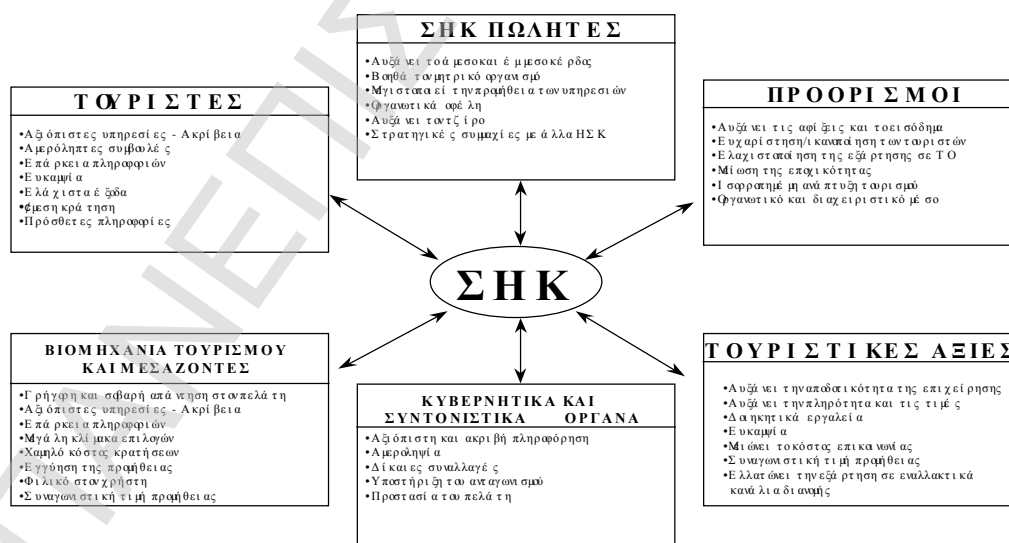 ΣΗΚ ΠΩΛΗΤΕΣ
•Αυξάνει το άμεσο και έμμεσο κέρδος
•Βοηθά τον μητρικό οργανισμό
•Μεγιστοποιεί την προμήθεια των υπηρεσιών
•Οργανωτικά οφέλη
•Αυξάνει τον τζίρο
•Στρατηγικές συμμαχίες με άλλα ΗΣΚ
ΤΟΥΡΙΣΤΕΣ
•Αξιόπιστες υπηρεσίες - Ακρίβεια
•Αμερόληπτες συμβουλές
•Επάρκεια πληροφοριών
•Ευκαμψία
•Ελάχιστα έξοδα
•Άμεση κράτηση
•Πρόσθετες πληροφορίες
ΠΡΟΟΡΙΣΜΟΙ
•Αυξάνει τις αφίξεις και το εισόδημα
•Ευχαρίστηση/ικανοποίηση των τουριστών
•Ελαχιστοποίηση της εξάρτησης σε ΤΟ
•Μείωση της εποχικότητας
•Ισορροπημένη ανάπτυξη τουρισμού
•Οργανωτικό και διαχειριστικό μέσο
ΣΗΚ
ΒΙΟΜΗΧΑΝΙΑ ΤΟΥΡΙΣΜΟΥ
ΚΑΙ ΜΕΣΑΖΟΝΤΕΣ
•Γρήγορη και σοβαρή απάντηση στον πελάτη
•Αξιόπιστες υπηρεσίες - Ακρίβεια
•Επάρκεια πληροφοριών
•Μεγάλη κλίμακα επιλογών
•Χαμηλό κόστος κρατήσεων
•Εγγύηση της προμήθειας
•Φιλικό στον χρήστη
•Συναγωνιστική τιμή προμήθειας
ΚΥΒΕΡΝΗΤΙΚΑ ΚΑΙ
ΣΥΝΤΟΝΙΣΤΙΚΑ ΟΡΓΑΝΑ
•Αξιόπιστη και ακριβή πληροφόρηση
•Αμεροληψία
•Δίκαιες συναλλαγές
•Υποστήριξη του ανταγωνισμού
•Προστασία του πελάτη
ΤΟΥΡΙΣΤΙΚΕΣ ΑΞΙΕΣ
•Αυξάνει την αποδοτικότητα της επιχείρησης
•Αυξάνει την πληρότητα και τις τιμές
•Διοικητικά εργαλεία
•Ευκαμψία
•Μειώνει το κόστος επικοινωνίας
•Συναγωνιστική τιμή προμήθειας
•Ελλατώνει την εξάρτηση σε εναλλακτικά
κανάλια διανομής